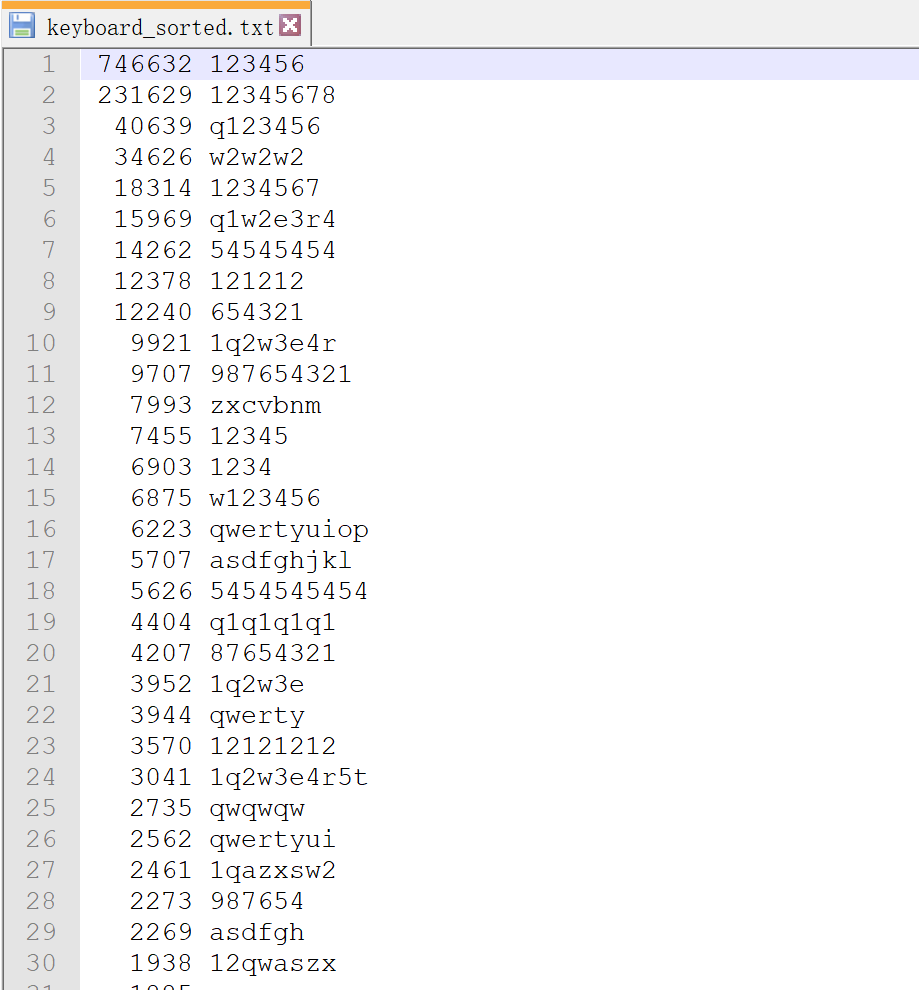 keyboard_sorted.txt
1 746632 123456
2 231629 12345678
3 40639 q123456
4 34626 w2w2w2
5 18314 1234567
6 15969 q1w2e3r4
7 14262 54545454
8 12378 121212
9 12240 654321
10 9921 1q2w3e4r
11 9707 987654321
12 7993 zxcvbnm
13 7455 12345
14 6903 1234
15 6875 w123456
16 6223 qwertyuiop
17 5707 asdfghjkl
18 5626 5454545454
19 4404 q1q1q1q1
20 4207 87654321
21 3952 1q2w3e
22 3944 qwerty
23 3570 12121212
24 3041 1q2w3e4r5t
25 2735 qwqwqw
26 2562 qwertyui
27 2461 1qazxsw2
28 2273 987654
29 2269 asdfgh
30 1938 12qwaszx